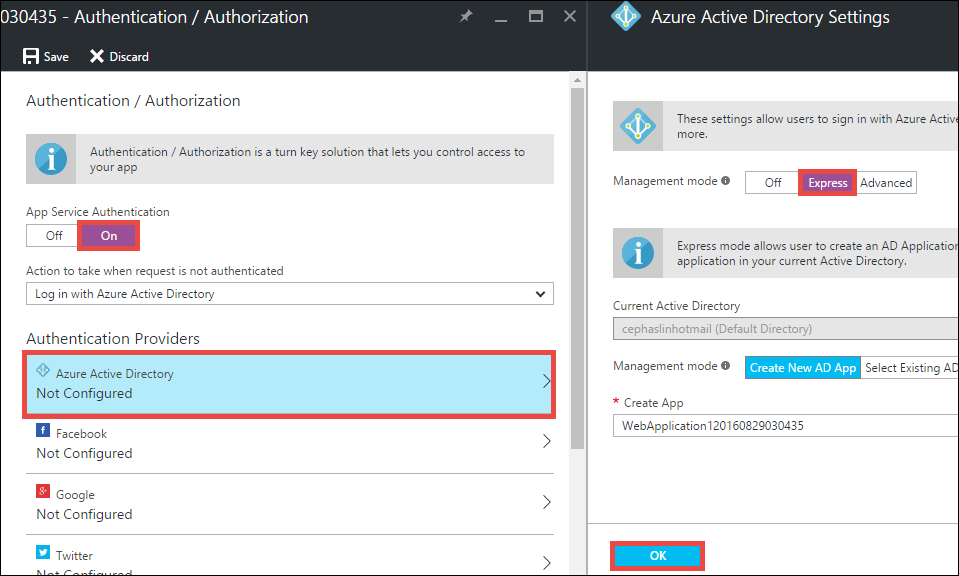 030435 - Authentication / Authorization
Save
Discard
Authentication / Authorization
Authentication / Authorization is a turn key solution that lets you control access to
your app
App Service Authentication
Off
On
Action to take when request is not authenticated
Log in with Azure Active Directory
Authentication Providers
Azure Active Directory
Not Configured
Facebook
Not Configured
Google
Not Configured
Twitter
Not Configured
Azure Active Directory Settings
These settings allow users to sign in with Azure Active
more.
Management mode
Off
Express
Advanced
Express mode allows user to create an AD Application
application in your current Active Directory.
Current Active Directory
cephaslinhotmail (Default Directory)
Management mode
Create New AD App
Select Existing AD
* Create App
WebApplication120160829030435
OK